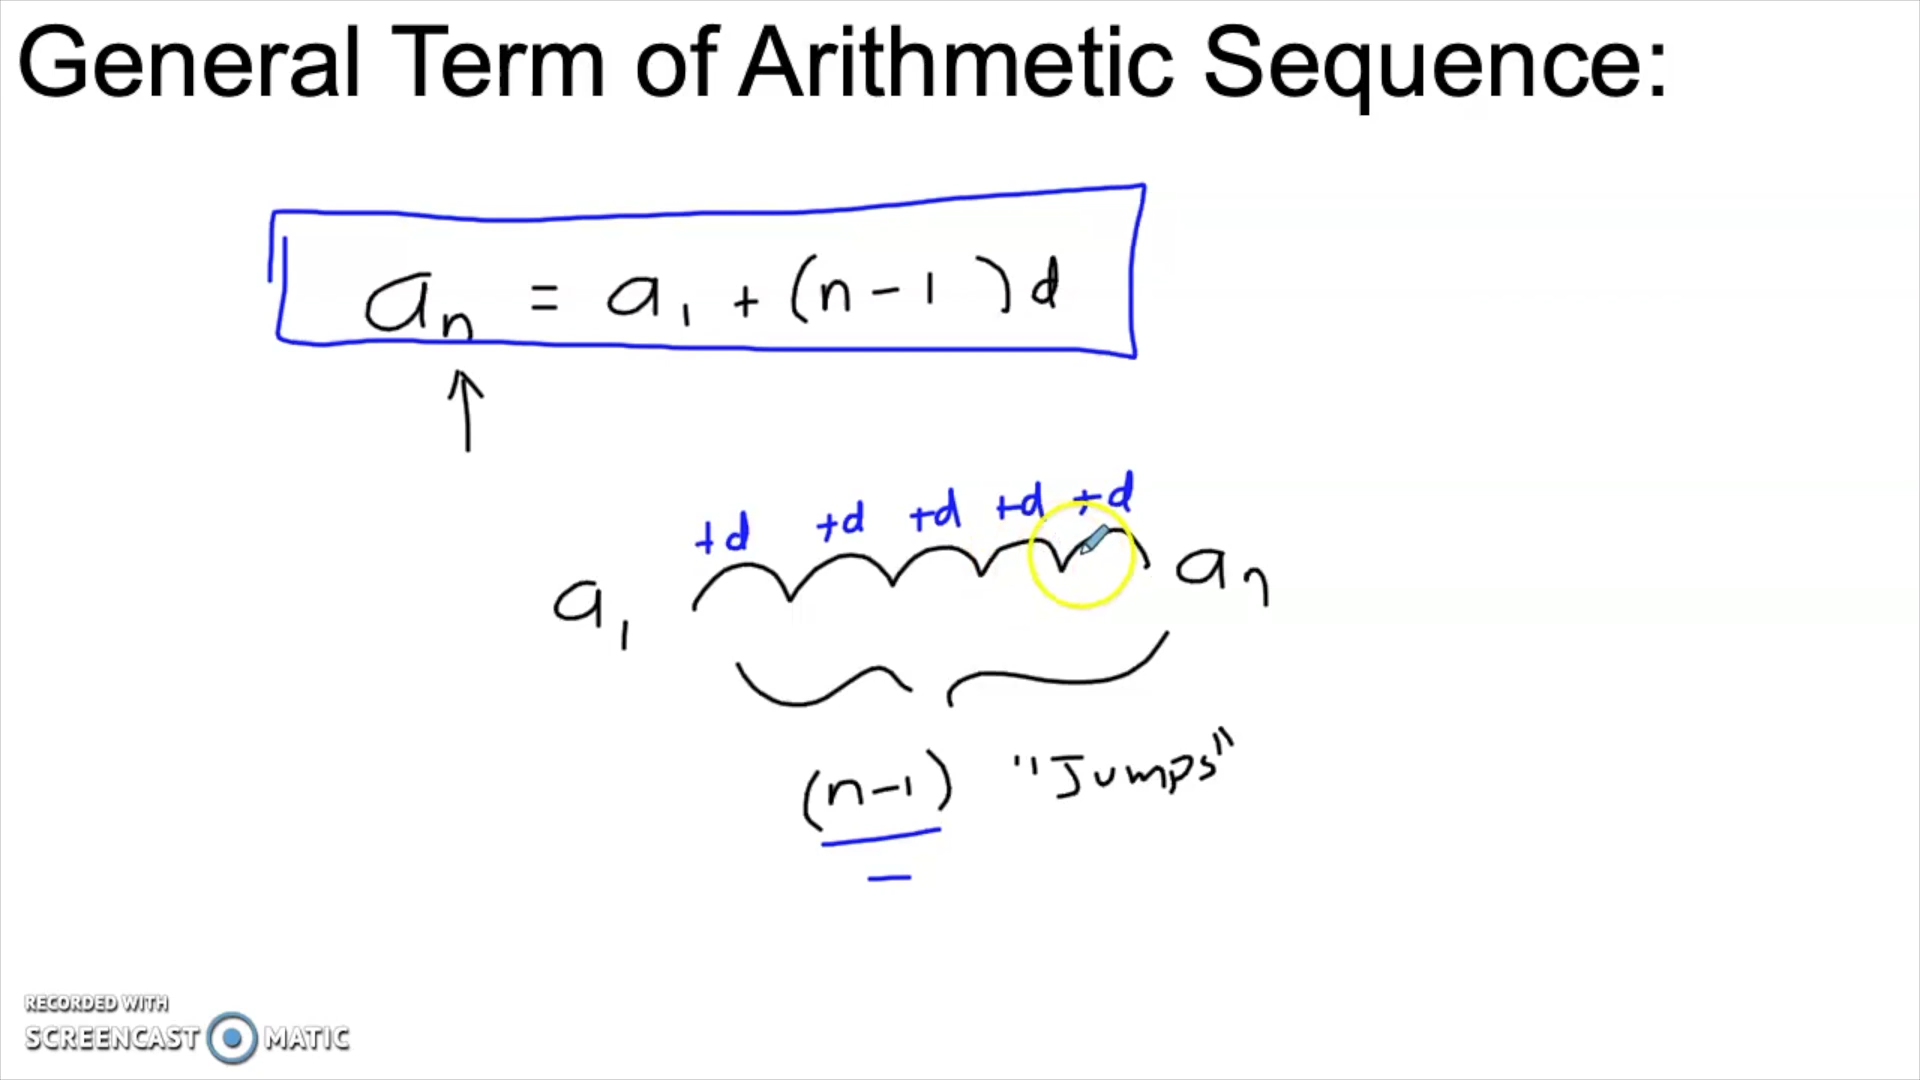 General Term of Arithmetic Sequence:
an = a1 + (n-1)d
+d +d +d +d +d
a1 an
(n-1) "Jumps"
RECORDED WITH
SCREENCAST MATIC